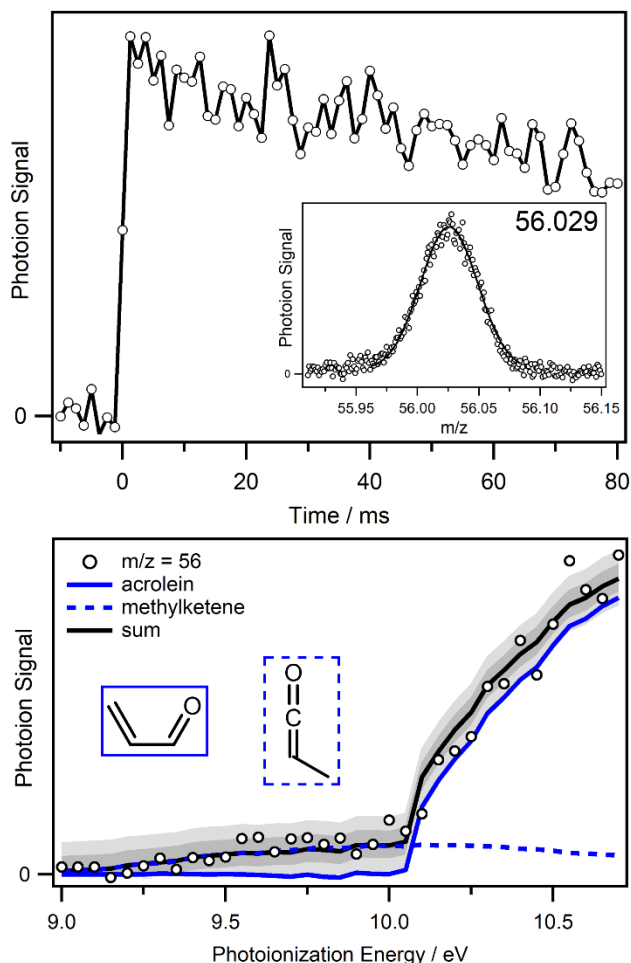 Photoion Signal
0
56.029
Photoion Signal
0
55.95 56.00 56.05 56.10 56.15
m/z
0 20 40 60 80
Time / ms
Photoion Signal
m/z = 56
acrolein
methylketene
sum
O
O
C
0
9.0 9.5 10.0 10.5
Photoionization Energy / eV